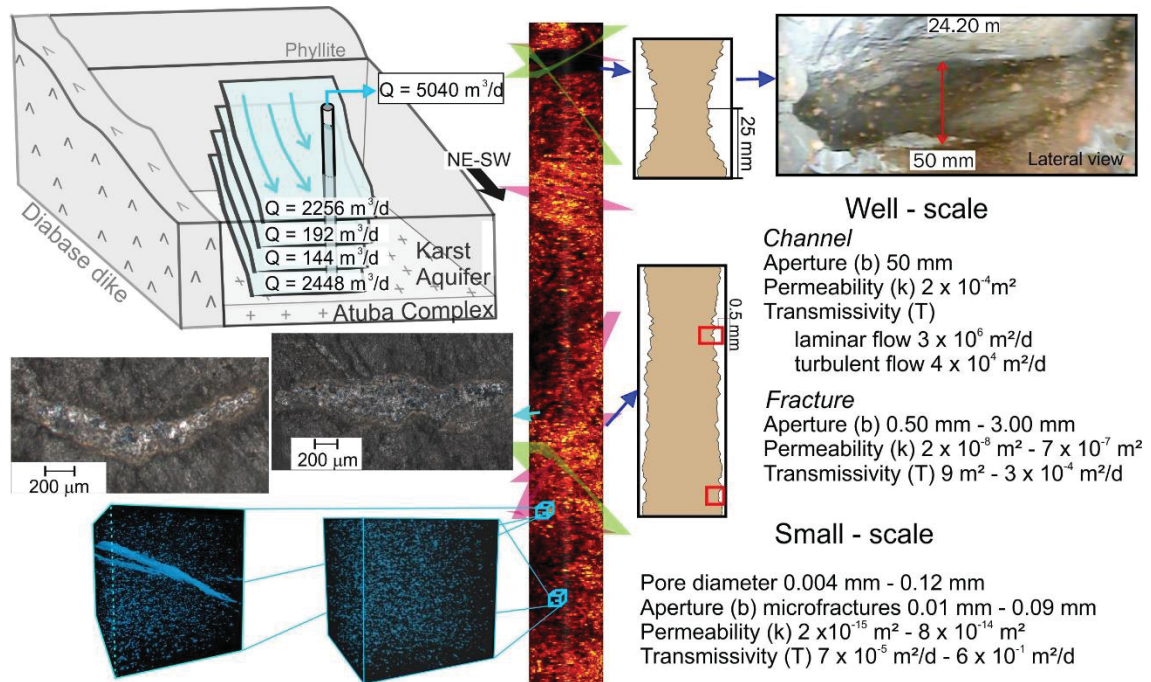 Phyllite
Q = 5040 m³/d
NE-SW
Q = 2256 m³/d
Q = 192 m³/d
Q = 144 m³/d
Q = 2448 m³/d
Karst
Aquifer
Atuba Complex
Diabase dike
25 mm
24.20 m
50 mm
Lateral view
0.5 mm
200 μm
200 μm
Well - scale
Channel
Aperture (b) 50 mm
Permeability (k) 2 x 10⁻⁴m²
Transmissivity (T)
laminar flow 3 x 10⁶ m²/d
turbulent flow 4 x 10⁴ m²/d
Fracture
Aperture (b) 0.50 mm - 3.00 mm
Permeability (k) 2 x 10⁻⁸ m² - 7 x 10⁻⁷ m²
Transmissivity (T) 9 m² - 3 x 10⁻⁴ m²/d
Small - scale
Pore diameter 0.004 mm - 0.12 mm
Aperture (b) microfractures 0.01 mm - 0.09 mm
Permeability (k) 2 x10⁻¹⁵ m² - 8 x 10⁻¹⁴ m²
Transmissivity (T) 7 x 10⁻⁵ m²/d - 6 x 10⁻¹ m²/d